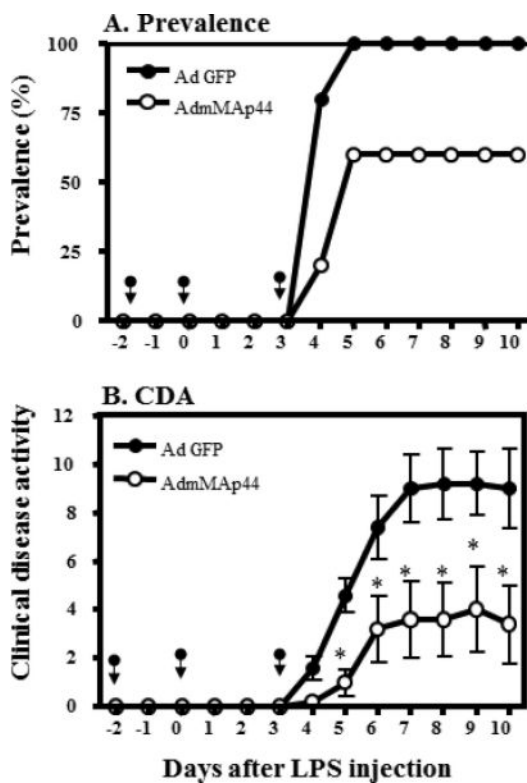 A. Prevalence
100
75
50
25
0
Prevalence (%)
Ad GFP
AdmMAp44
-2 -1 0 1 2 3 4 5 6 7 8 9 10
B. CDA
12
10
8
6
4
2
0
Clinical disease activity
Ad GFP
AdmMAp44
* * * * * *
-2 -1 0 1 2 3 4 5 6 7 8 9 10
Days after LPS injection